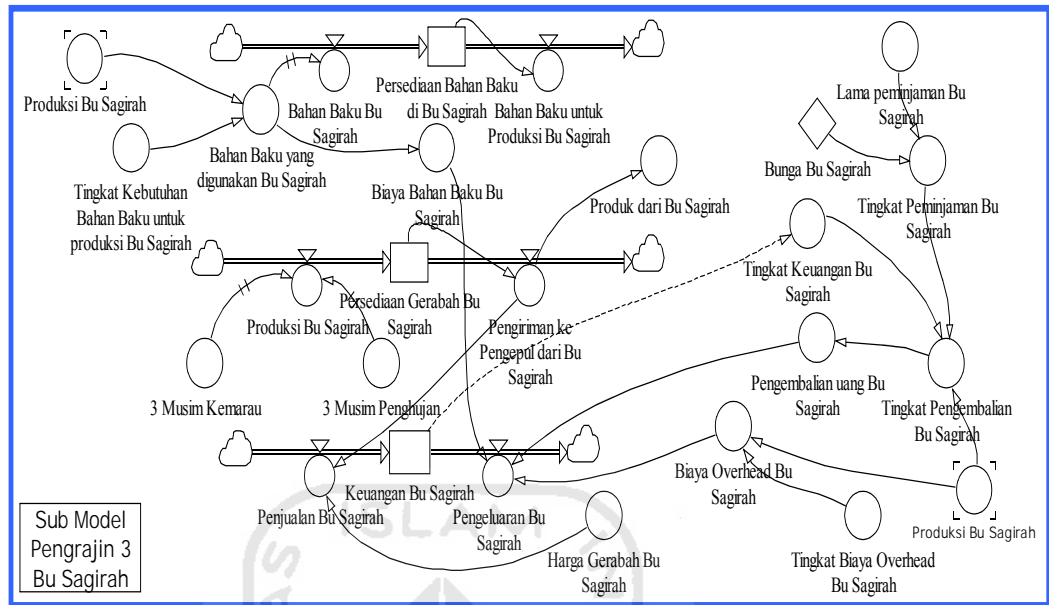 Produksi Bu Sagirah
Bahan Baku Bu
Sagirah
Persediaan Bahan Baku
di Bu Sagirah
Bahan Baku untuk
Produksi Bu Sagirah
Lama peminjaman Bu
Sagirah
Tingkat Kebutuhan
Bahan Baku untuk
produksi Bu Sagirah
Bahan Baku yang
digunakan Bu Sagirah
Biaya Bahan Baku Bu
Sagirah
Produk dari Bu Sagirah
Bunga Bu Sagirah
Tingkat Peminjaman Bu
Sagirah
Tingkat Keuangan Bu
Sagirah
Produksi Bu Sagirah
Persediaan Gerabah Bu
Sagirah
Pengiriman ke
Pengepul dari Bu
Sagirah
3 Musim Kemarau
3 Musim Penghujan
Pengembalian uang Bu
Sagirah
Tingkat Pengembalian
Bu Sagirah
Penjualan Bu Sagirah
Keuangan Bu Sagirah
Pengeluaran Bu
Sagirah
Biaya Overhead Bu
Sagirah
Harga Gerabah Bu
Sagirah
Tingkat Biaya Overhead
Bu Sagirah
Produksi Bu Sagirah
Sub Model
Pengrajin 3
Bu Sagirah
ISLAM